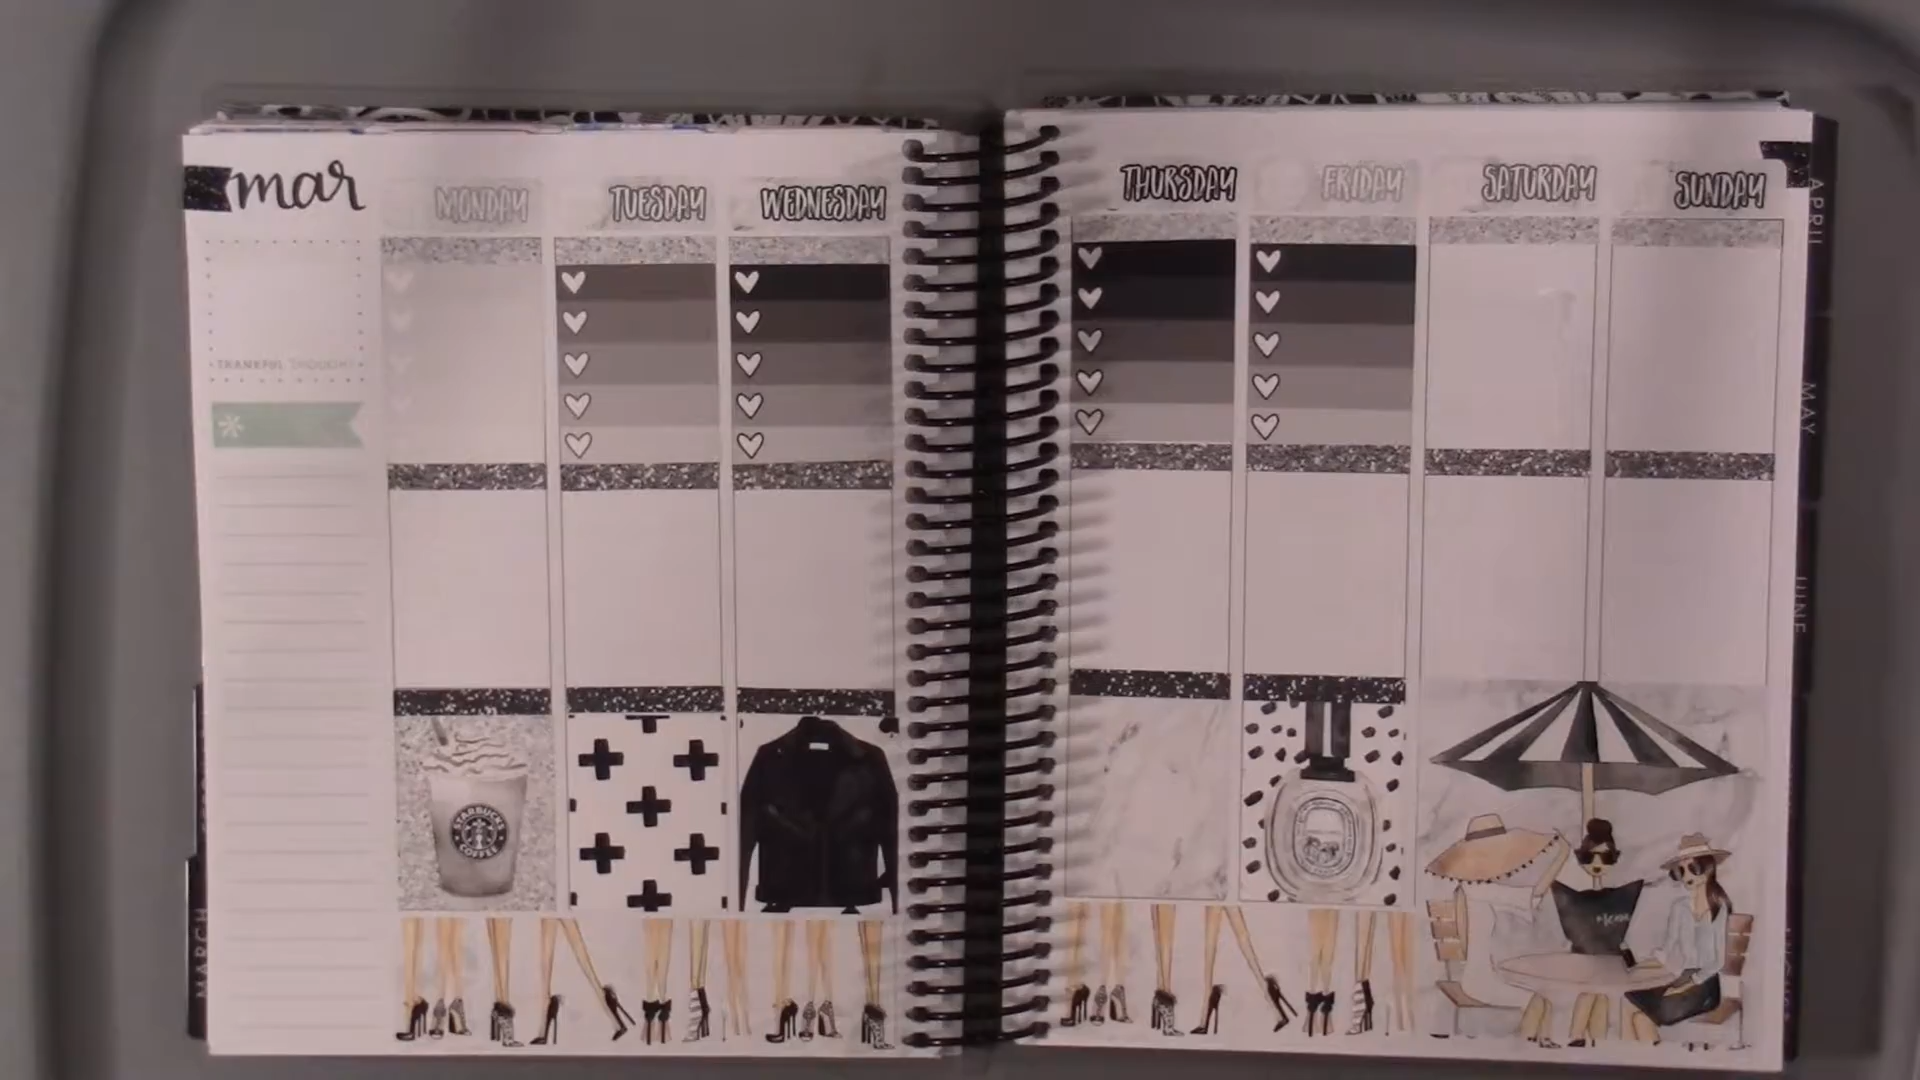 mar
MONDAY
TUESDAY
WEDNESDAY
THURSDAY
FRIDAY
SATURDAY
SUNDAY
THANKFUL THOUGHT
STARBUCKS
COFFEE
MARCH
APRIL
MAY
JUNE